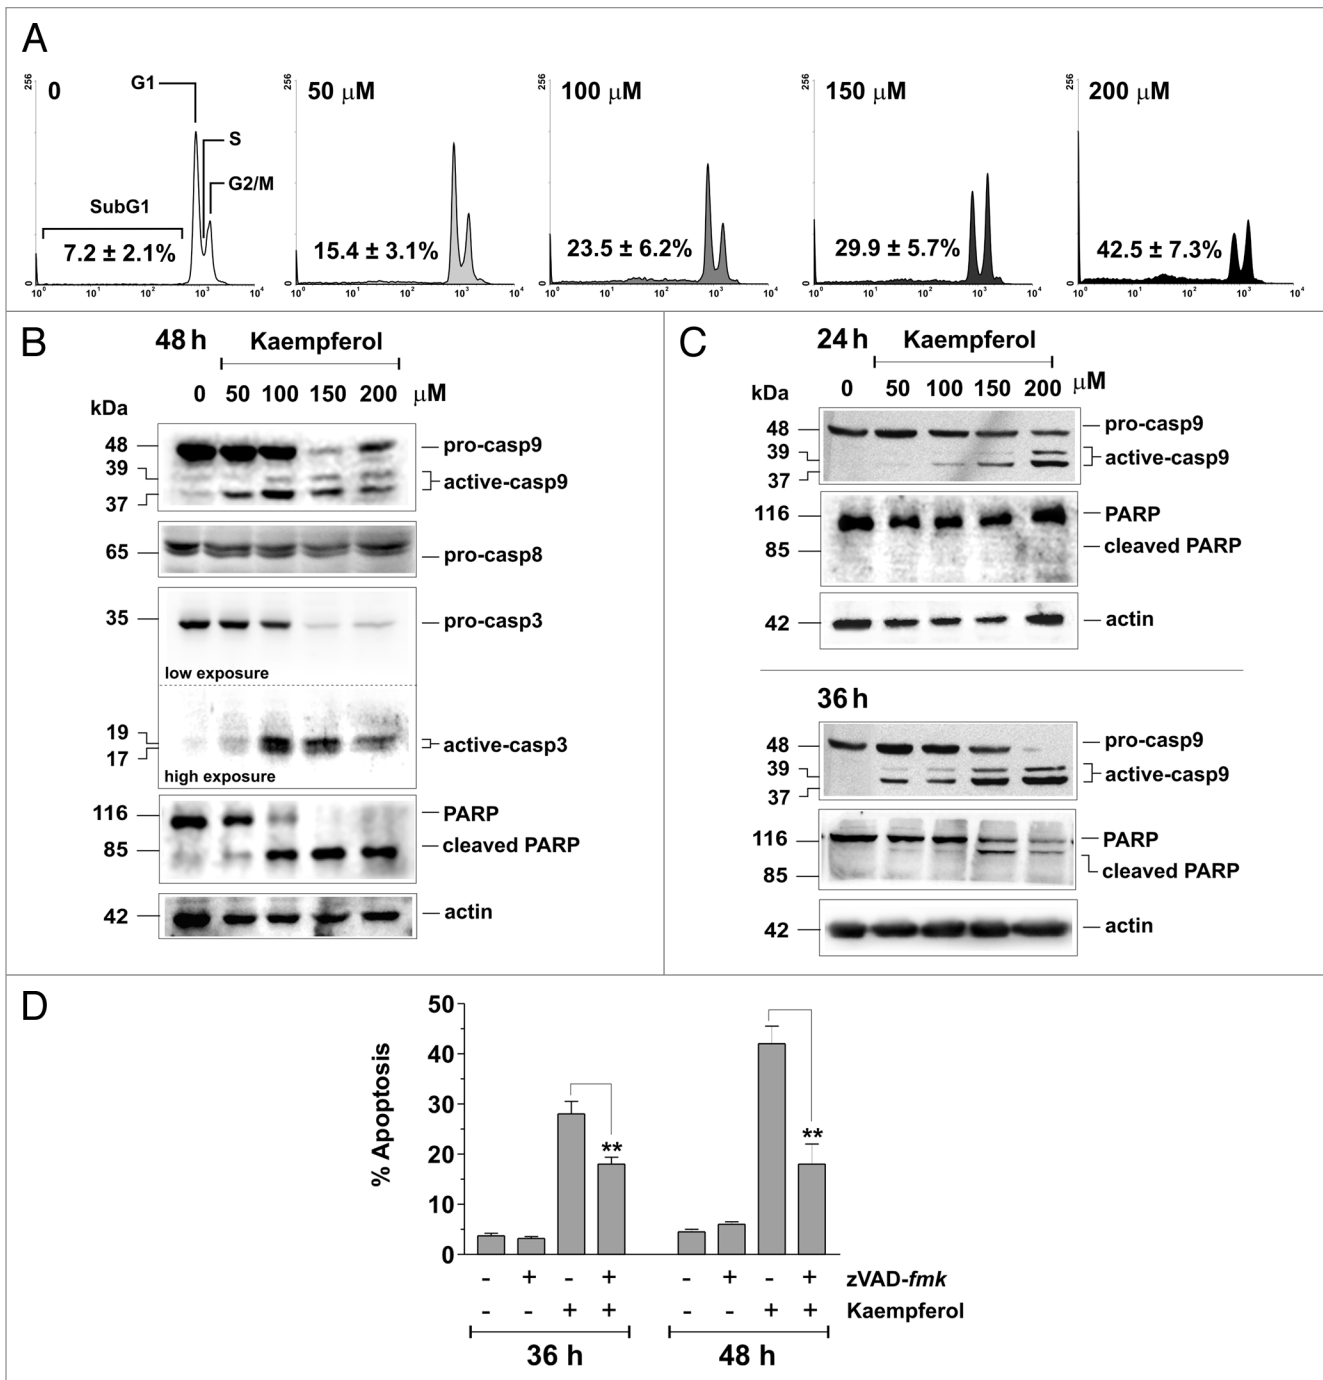 A
256 0 G1 S G2/M SubG1 7.2 ± 2.1% 0 10⁰ 10¹ 10² 10³ 10⁴
256 50 μM 15.4 ± 3.1% 0 10⁰ 10¹ 10² 10³ 10⁴
256 100 μM 23.5 ± 6.2% 0 10⁰ 10¹ 10² 10³ 10⁴
256 150 μM 29.9 ± 5.7% 0 10⁰ 10¹ 10² 10³ 10⁴
256 200 μM 42.5 ± 7.3% 0 10⁰ 10¹ 10² 10³ 10⁴
B
48 h Kaempferol
0 50 100 150 200 μM
kDa
48 pro-casp9
39 active-casp9
37
65 pro-casp8
35 pro-casp3
low exposure
19 active-casp3
17
high exposure
116 PARP
85 cleaved PARP
42 actin
C
24 h Kaempferol
0 50 100 150 200 μM
kDa
48 pro-casp9
39 active-casp9
37
116 PARP
85 cleaved PARP
42 actin
36 h
48 pro-casp9
39 active-casp9
37
116 PARP
cleaved PARP
85
42 actin
D
% Apoptosis
50
40
30
20
10
0
** **
- + - + - + - + zVAD-fmk
- - + + - - + + Kaempferol
36 h 48 h